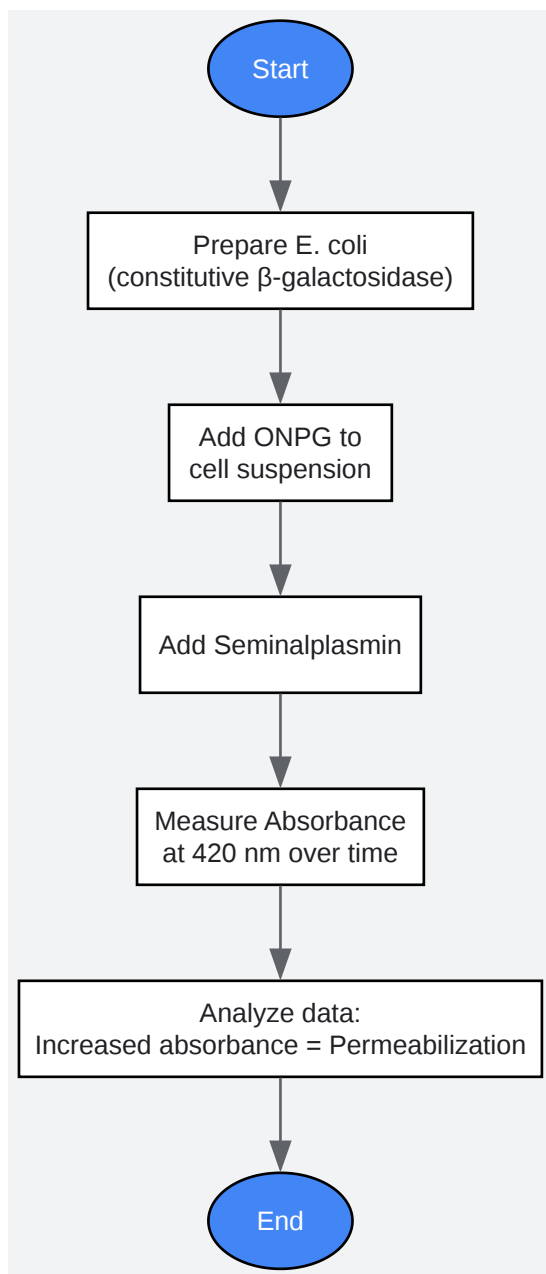 Start
Prepare E. coli
(constitutive β-galactosidase)
Add ONPG to
cell suspension
Add Seminalplasmin
Measure Absorbance
at 420 nm over time
Analyze data:
Increased absorbance = Permeabilization
End